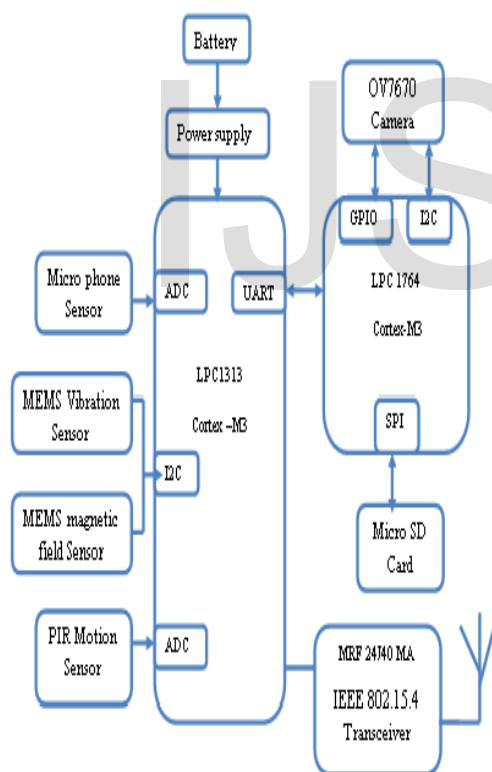 Battery
Power supply
OV7670
Camera
GPIO
I2C
LPC 1764
Cortex-M3
SPI
Micro SD
Card
Micro phone
Sensor
ADC
UART
LPC1313
Cortex –M3
MEMS Vibration
Sensor
I2C
MEMS magnetic
field Sensor
PIR Motion
Sensor
ADC
MRF 24J40 MA
IEEE 802.15.4
Transceiver
IJS